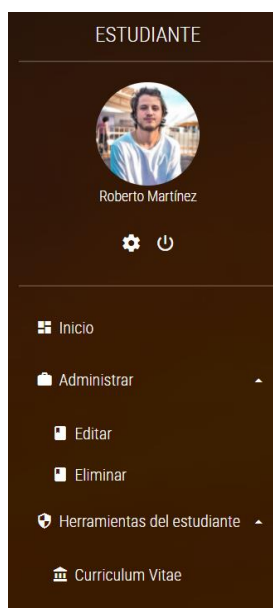 ESTUDIANTE
Roberto Martínez
Inicio
Administrar
Editar
Eliminar
Herramientas del estudiante
Curriculum Vitae